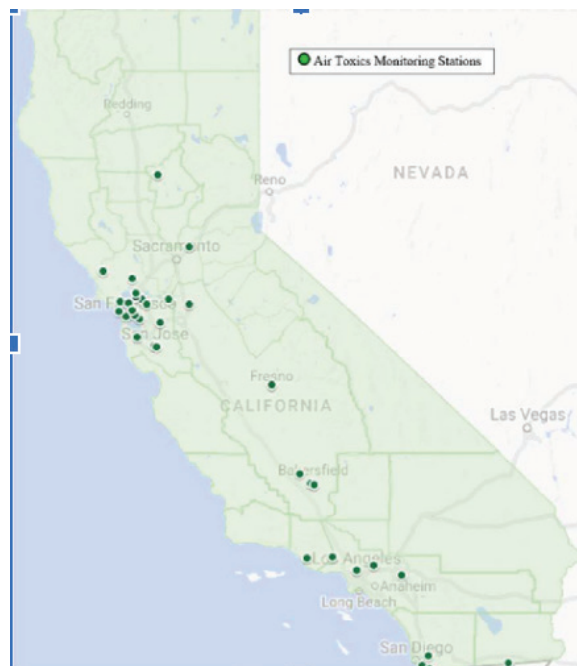 Air Toxics Monitoring Stations
Redding
NEVADA
Reno
Sacramento
San Francisco
San Jose
Fresno
CALIFORNIA
Las Vegas
Bakersfield
Los Angeles
Anaheim
Long Beach
San Diego